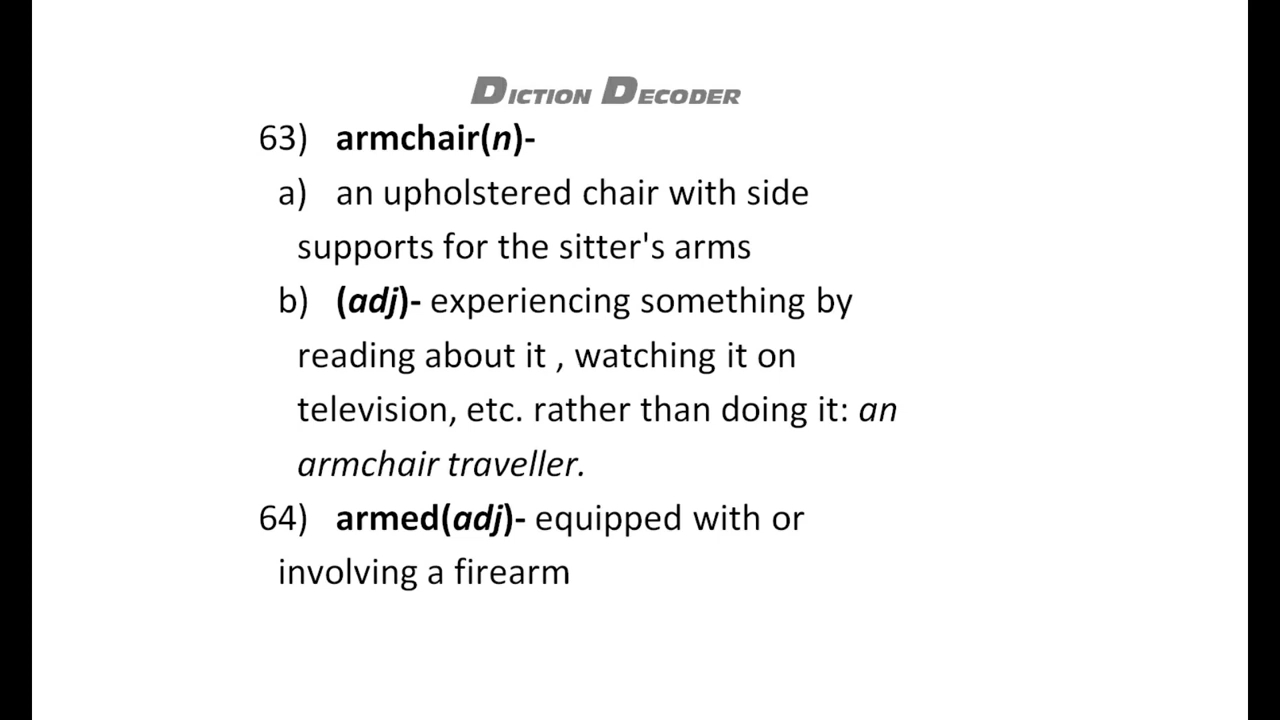 DICTION DECODER
63) armchair(n)-
a) an upholstered chair with side
supports for the sitter's arms
b) (adj)- experiencing something by
reading about it , watching it on
television, etc. rather than doing it: an
armchair traveller.
64) armed(adj)- equipped with or
involving a firearm